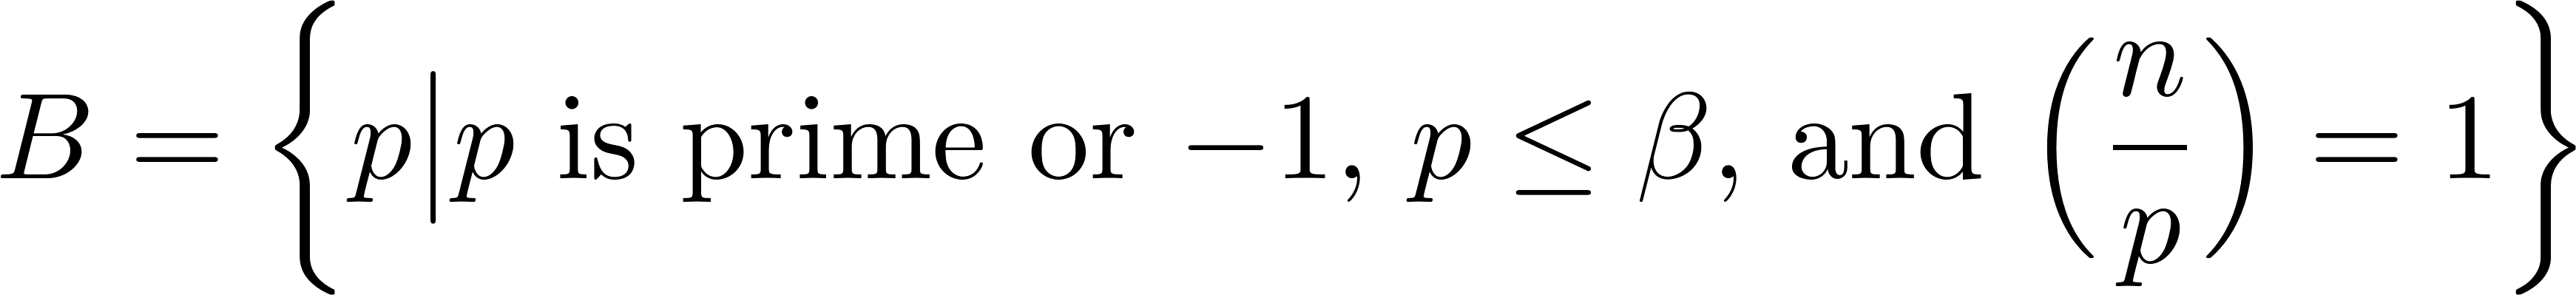 B = { p | p is prime or −1, p ≤ β, and (n/p) = 1 }